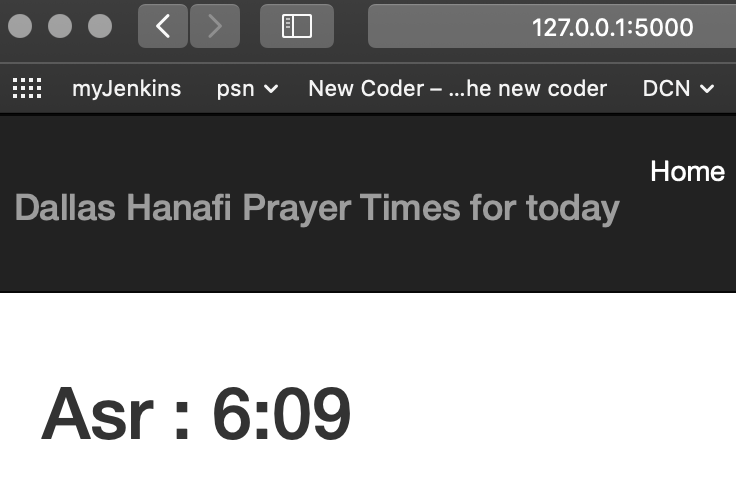 127.0.0.1:5000
myJenkins psn New Coder – ...he new coder DCN
Home
Dallas Hanafi Prayer Times for today
Asr : 6:09